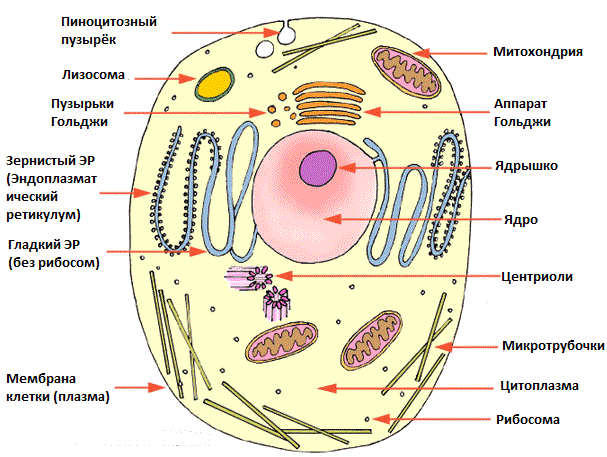 Пиноцитозный
пузырёк
Лизосома
Пузырьки
Гольджи
Зернистый ЭР
(Эндоплазмат
ический
ретикулум)
Гладкий ЭР
(без рибосом)
Мембрана
клетки (плазма)
Митохондрия
Аппарат
Гольджи
Ядрышко
Ядро
Центриоли
Микротрубочки
Цитоплазма
Рибосома